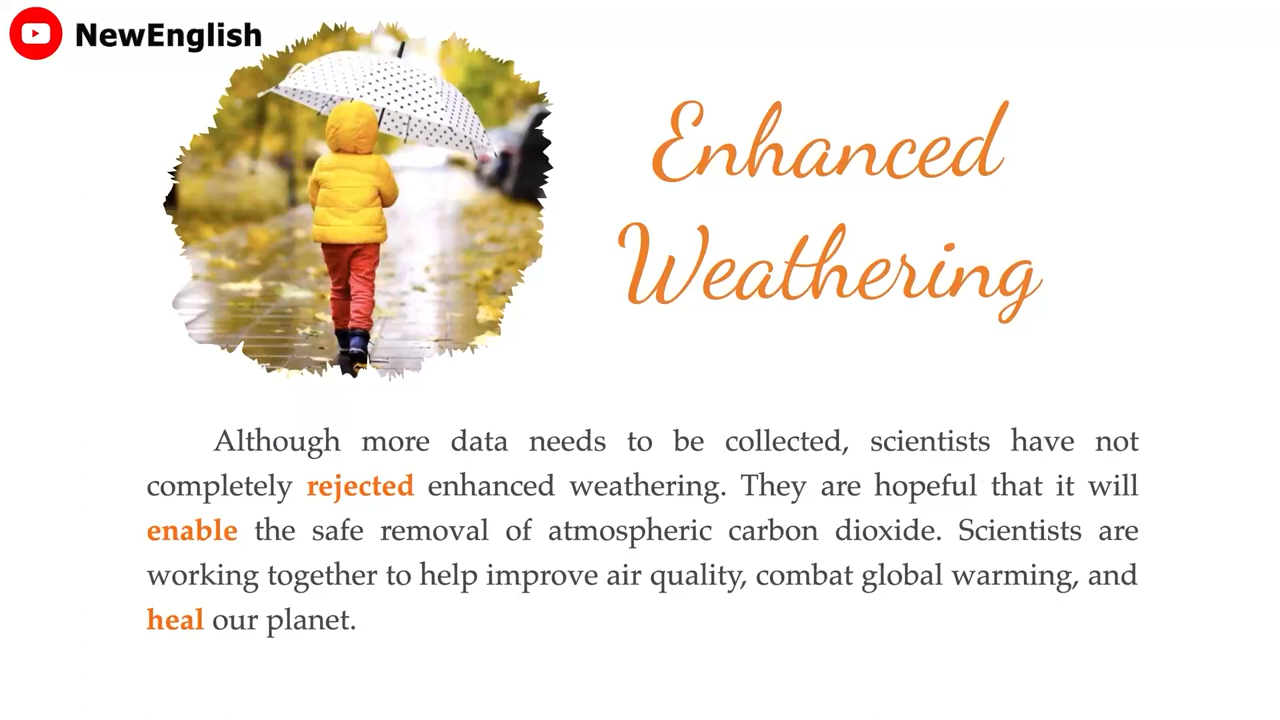 NewEnglish
Enhanced
Weathering
Although more data needs to be collected, scientists have not
completely rejected enhanced weathering. They are hopeful that it will
enable the safe removal of atmospheric carbon dioxide. Scientists are
working together to help improve air quality, combat global warming, and
heal our planet.